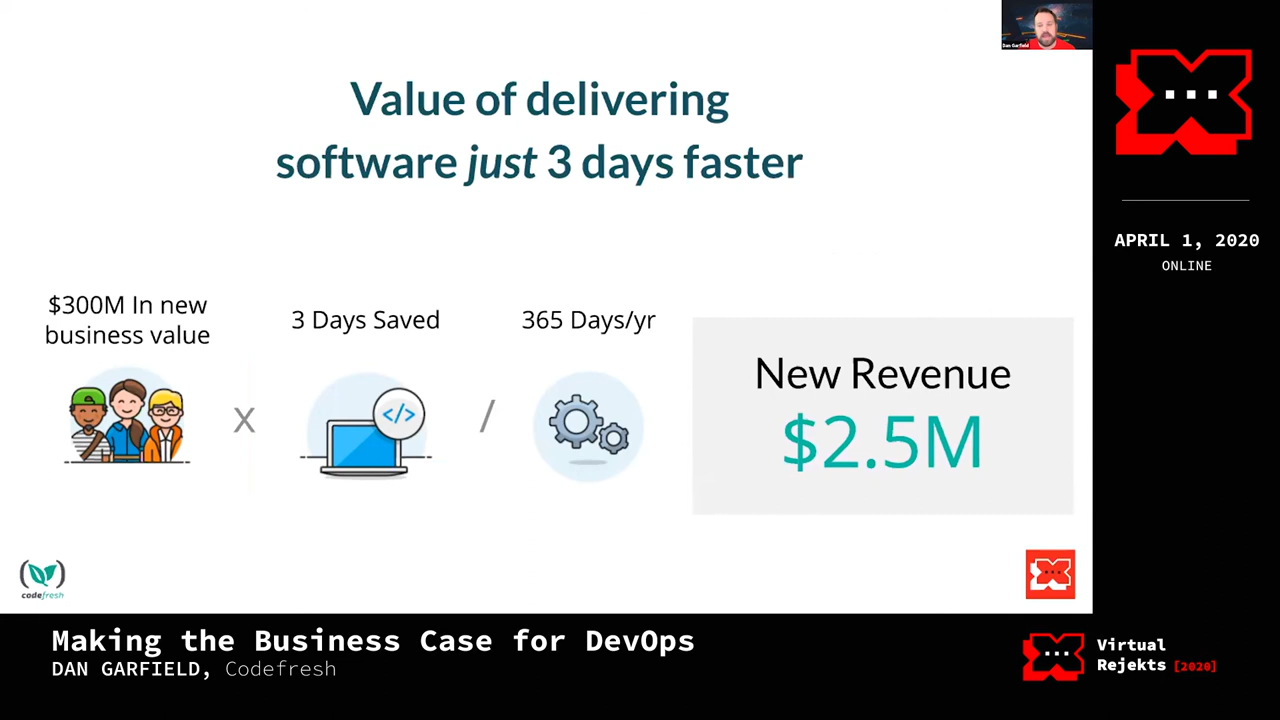 Dan Garfield
Value of delivering
software just 3 days faster
$300M In new
business value
x
3 Days Saved
</>
/
365 Days/yr
New Revenue
$2.5M
codefresh
APRIL 1, 2020
ONLINE
Making the Business Case for DevOps
DAN GARFIELD, Codefresh
Virtual
Rejekts [2020]